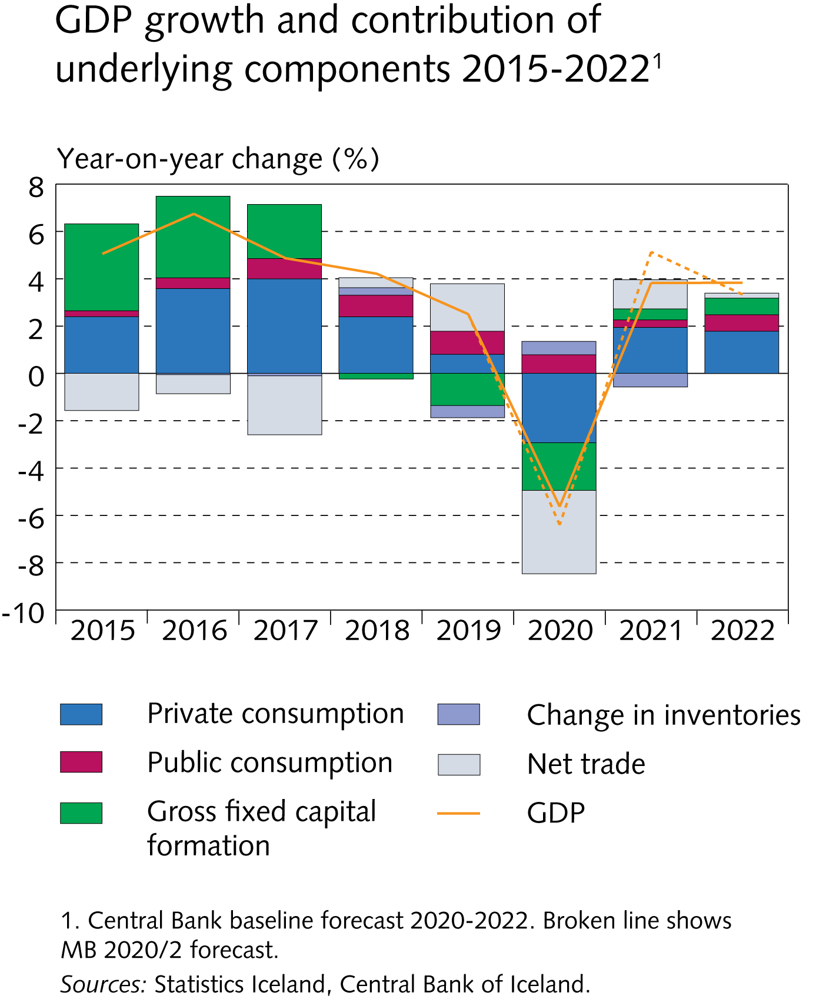 GDP growth and contribution of
underlying components 2015-2022¹
Year-on-year change (%)
8
6
4
2
0
-2
-4
-6
-8
-10
2015 2016 2017 2018 2019 2020 2021 2022
Private consumption
Public consumption
Gross fixed capital
formation
Change in inventories
Net trade
GDP
1. Central Bank baseline forecast 2020-2022. Broken line shows
MB 2020/2 forecast.
Sources: Statistics Iceland, Central Bank of Iceland.